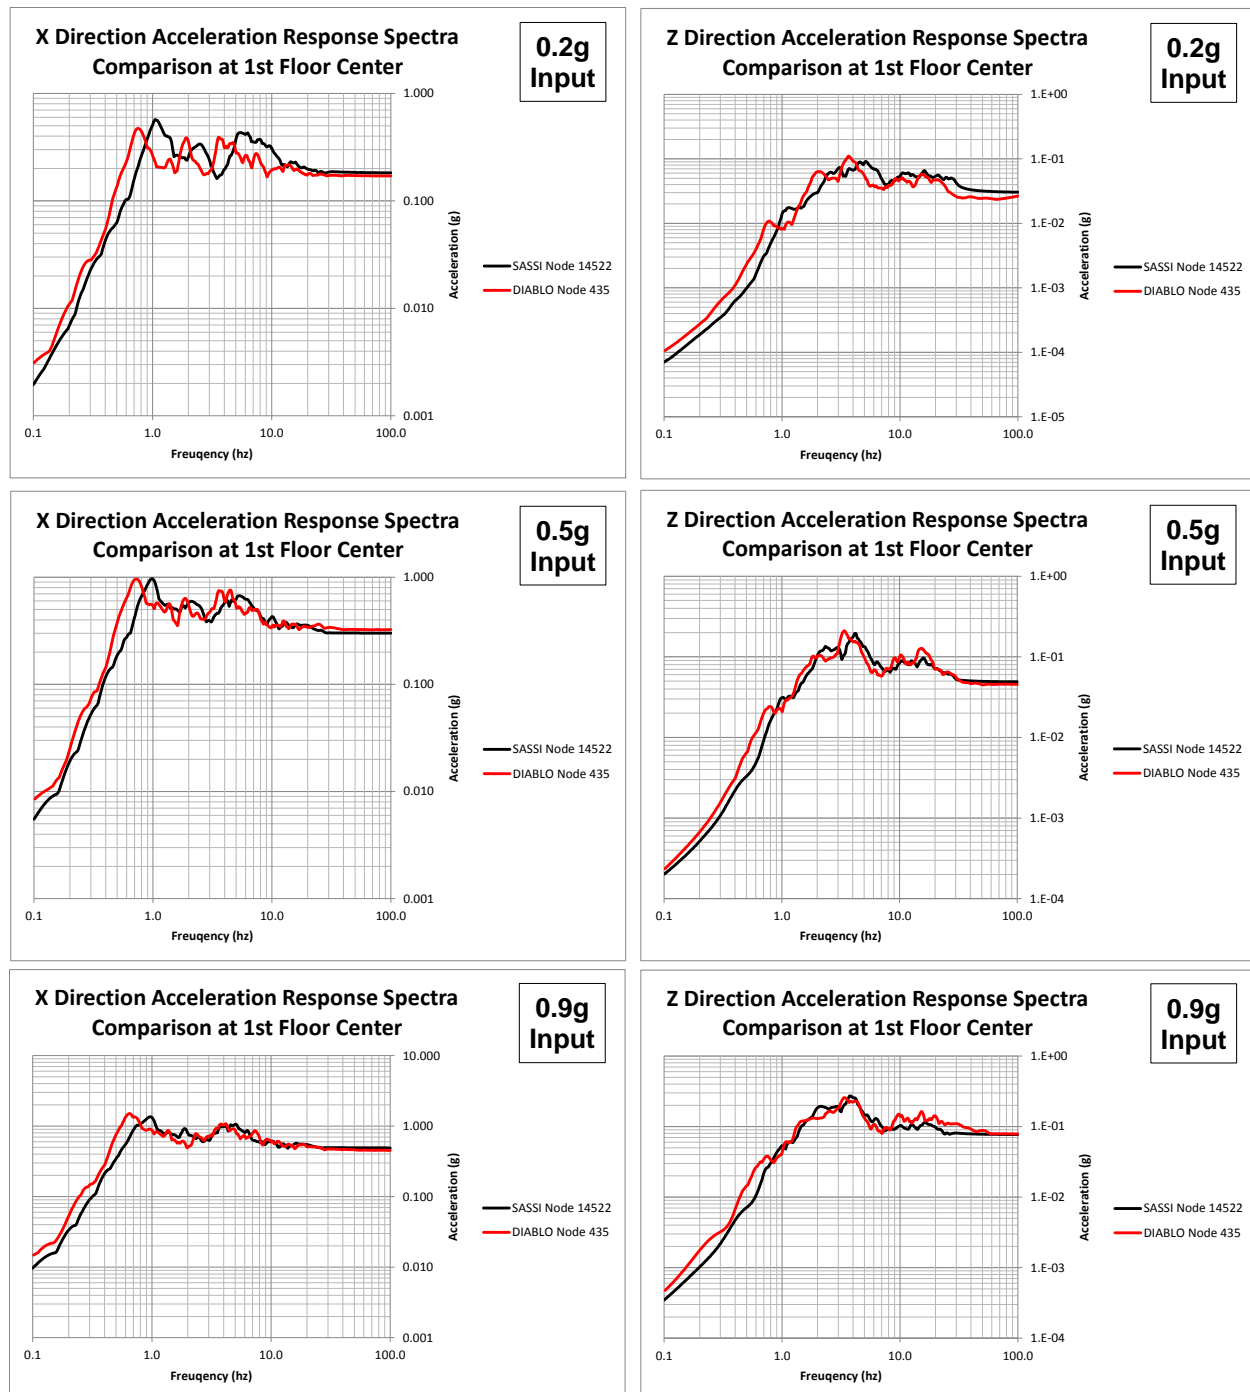 X Direction Acceleration Response Spectra
Comparison at 1st Floor Center
0.2g
Input
1.000
0.100
0.010
0.001
0.1
1.0
10.0
100.0
Freuqency (hz)
Acceleration (g)
SASSI Node 14522
DIABLO Node 435
Z Direction Acceleration Response Spectra
Comparison at 1st Floor Center
0.2g
Input
1.E+00
1.E-01
1.E-02
1.E-03
1.E-04
1.E-05
0.1
1.0
10.0
100.0
Freuqency (hz)
Acceleration (g)
SASSI Node 14522
DIABLO Node 435
X Direction Acceleration Response Spectra
Comparison at 1st Floor Center
0.5g
Input
1.000
0.100
0.010
0.001
0.1
1.0
10.0
100.0
Freuqency (hz)
Acceleration (g)
SASSI Node 14522
DIABLO Node 435
Z Direction Acceleration Response Spectra
Comparison at 1st Floor Center
0.5g
Input
1.E+00
1.E-01
1.E-02
1.E-03
1.E-04
0.1
1.0
10.0
100.0
Freuqency (hz)
Acceleration (g)
SASSI Node 14522
DIABLO Node 435
X Direction Acceleration Response Spectra
Comparison at 1st Floor Center
0.9g
Input
10.000
1.000
0.100
0.010
0.001
0.1
1.0
10.0
100.0
Freuqency (hz)
Acceleration (g)
SASSI Node 14522
DIABLO Node 435
Z Direction Acceleration Response Spectra
Comparison at 1st Floor Center
0.9g
Input
1.E+00
1.E-01
1.E-02
1.E-03
1.E-04
0.1
1.0
10.0
100.0
Freuqency (hz)
Acceleration (g)
SASSI Node 14522
DIABLO Node 435